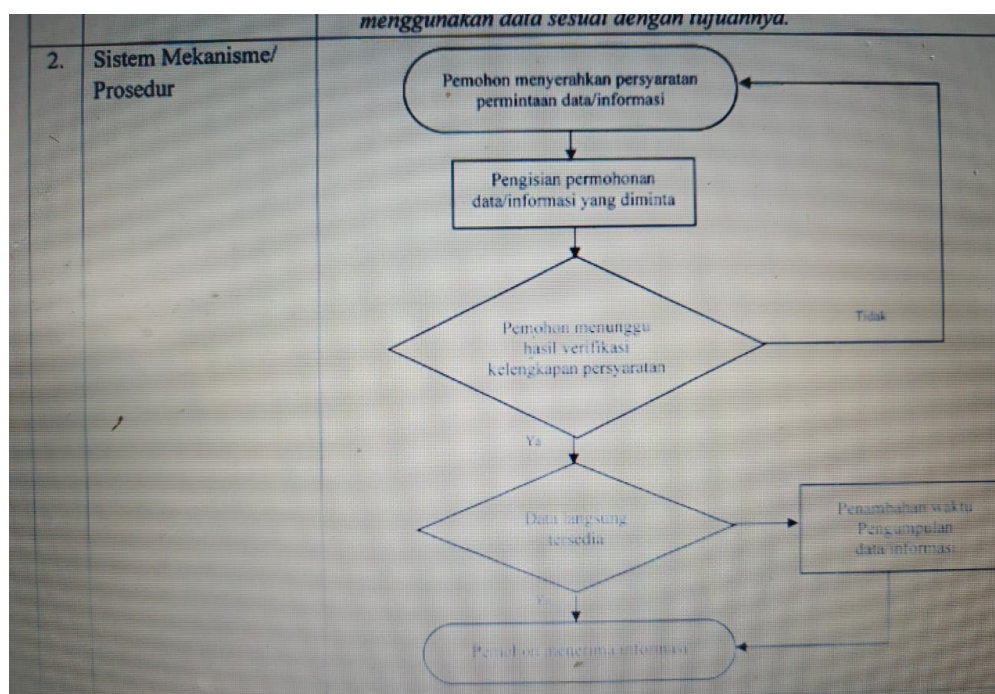 menggunakan data sesuai dengan tujuannya.
2.
Sistem Mekanisme/
Prosedur
Pemohon menyerahkan persyaratan
permintaan data/informasi
Pengisian permohonan
data/informasi yang diminta
Pemohon menunggu
hasil verifikasi
kelengkapan persyaratan
Tidak
Ya
Data langsung
tersedia
Penambahan waktu
Pengumpulan
data/informasi
Ya
Pemohon menerima informasi